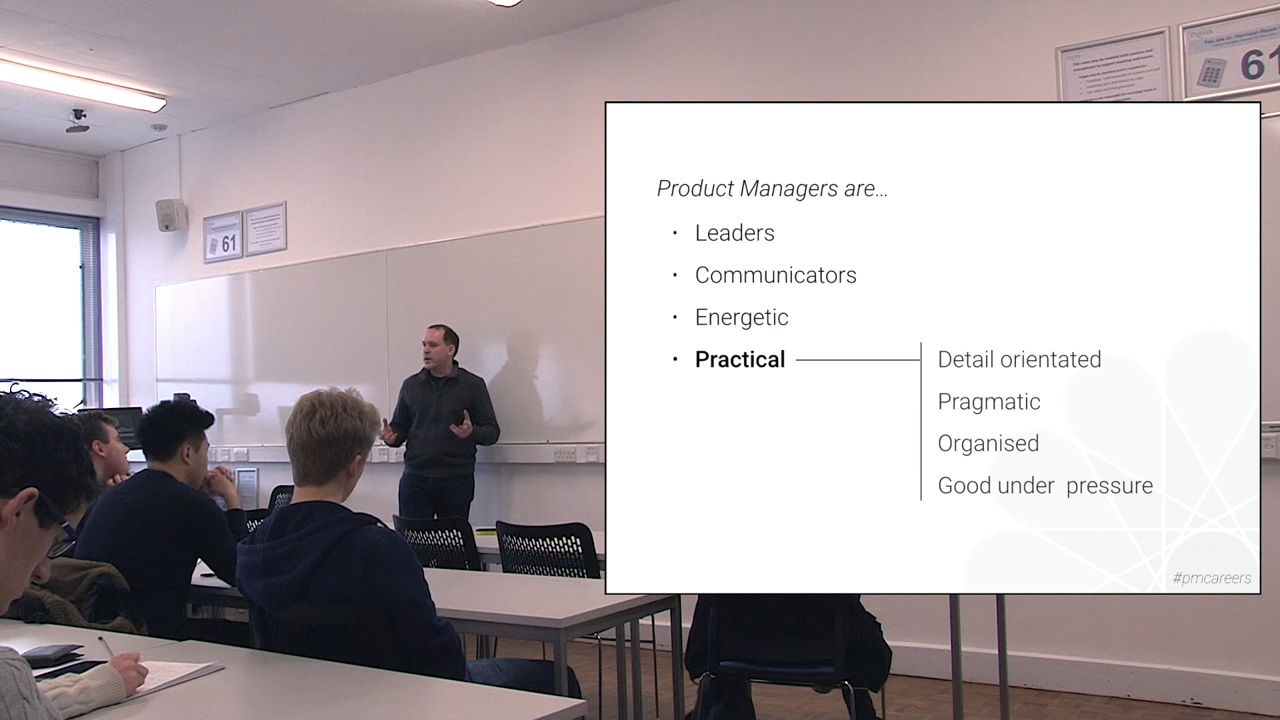 61
61
Product Managers are...
• Leaders
• Communicators
• Energetic
• Practical
Detail orientated
Pragmatic
Organised
Good under pressure
#pmcareers